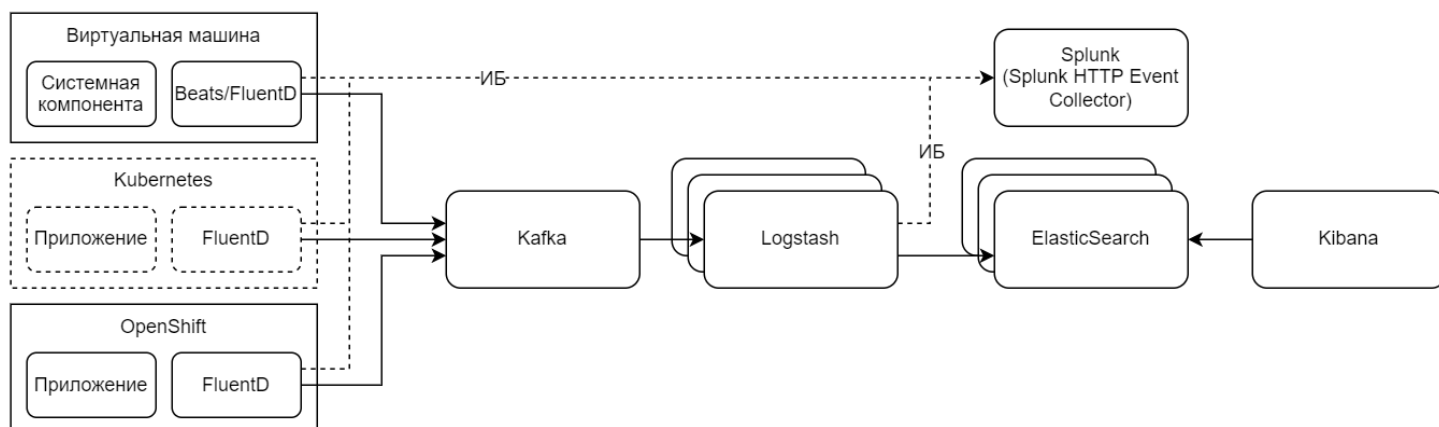 Виртуальная машина
Системная
компонента
Beats/FluentD
ИБ
Splunk
(Splunk HTTP Event
Collector)
Kubernetes
Приложение
FluentD
Kafka
Logstash
ИБ
ElasticSearch
Kibana
OpenShift
Приложение
FluentD